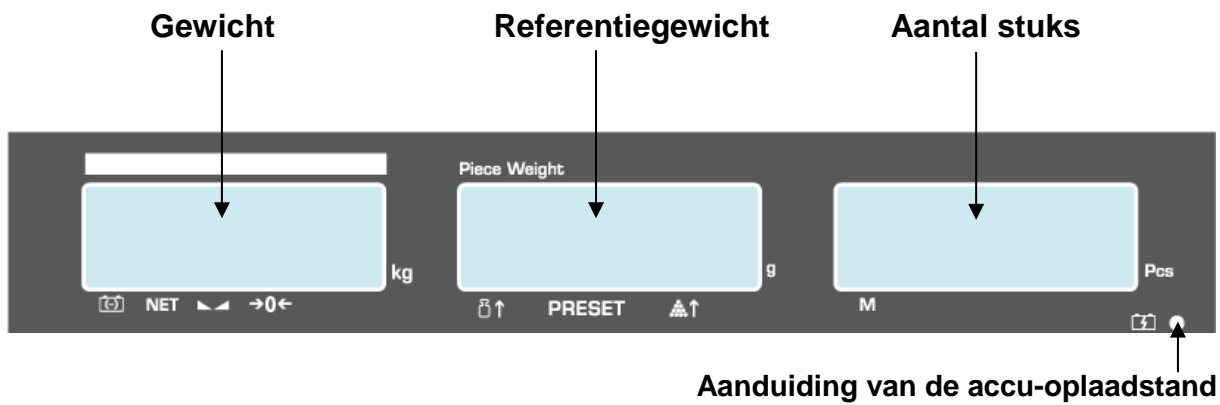 Gewicht Referentiegewicht Aantal stuks
Piece Weight
kg g Pcs
NET →0← PRESET M
Aanduiding van de accu-oplaadstand